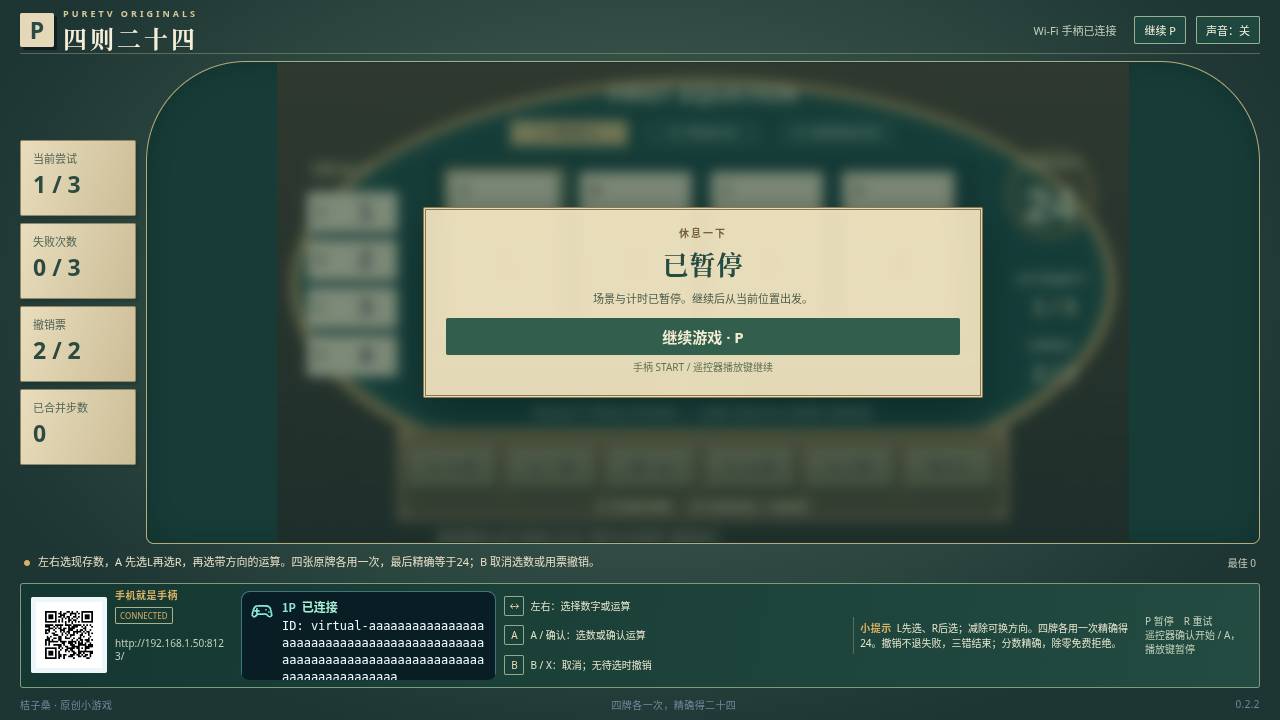 P
PURETV ORIGINALS
四则二十四
Wi-Fi 手柄已连接
继续 P
声音：关
当前尝试
1 / 3
失败次数
0 / 3
撤销票
2 / 2
已合并步数
0
24
休息一下
已暂停
场景与计时已暂停。继续后从当前位置出发。
继续游戏 · P
手柄 START / 遥控器播放键继续
左右选现存数，A 先选L再选R，再选带方向的运算。四张原牌各用一次，最后精确等于24；B 取消选数或用票撤销。
最佳 0
手机就是手柄
CONNECTED
http://192.168.1.50:812
3/
1P 已连接
ID: virtual-aaaaaaaaaaaaaaaa
aaaaaaaaaaaaaaaaaaaaaaaaaaaa
aaaaaaaaaaaaaaaaaaaaaaaaaaaa
aaaaaaaaaaaaaaaa
↔ 左右：选择数字或运算
A A / 确认：选数或确认运算
B B / X：取消；无待选时撤销
小提示 L先选、R后选；减除可换方向。四牌各用一次精确得
24。撤销不退失败，三错结束；分数精确，除零免费拒绝。
P 暂停 R 重试
遥控器确认开始 / A，
播放键暂停
桔子桑 · 原创小游戏
四牌各一次，精确得二十四
0.2.2